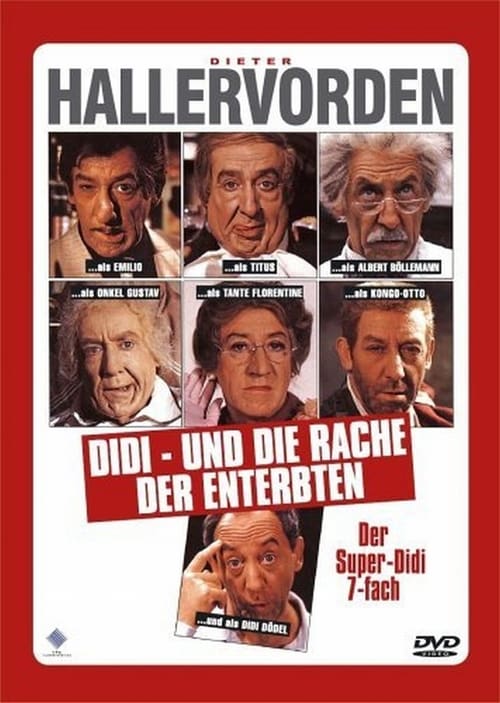 DIETER
HALLERVORDEN
...als EMILIO
...als TITUS
...als ALBERT BÖLLEMANN
...als ONKEL GUSTAV
...als TANTE FLORENTINE
...als KONGO-OTTO
DIDI - UND DIE RACHE
DER ENTERBTEN
Der
Super-Didi
7-fach
...und als DIDI DÖDEL
DVD
VIDEO